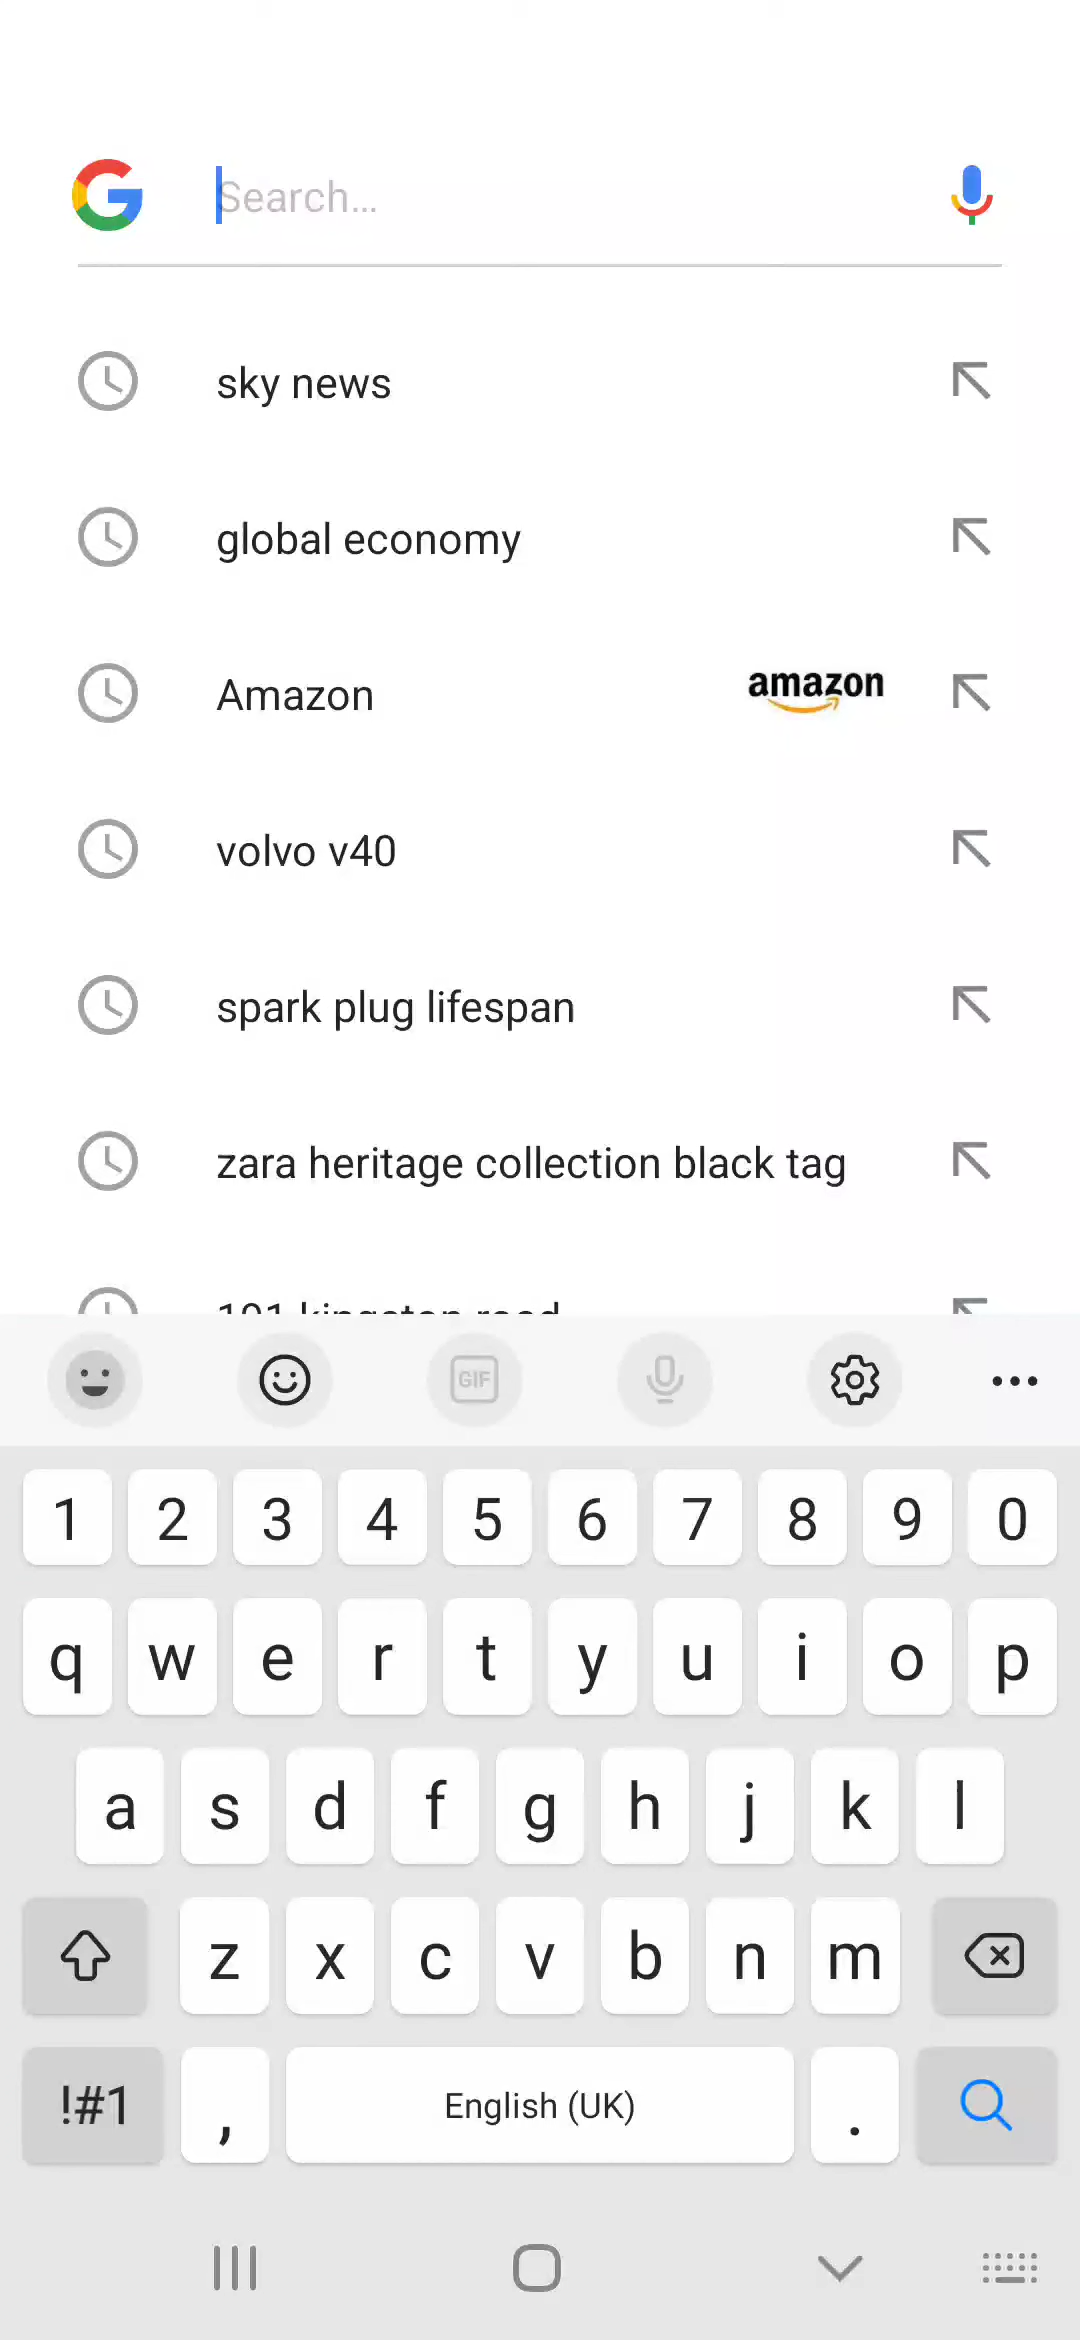 Search...
sky news
global economy
Amazon amazon
volvo v40
spark plug lifespan
zara heritage collection black tag
GIF
1 2 3 4 5 6 7 8 9 0
q w e r t y u i o p
a s d f g h j k l
z x c v b n m
!#1 , English (UK) .